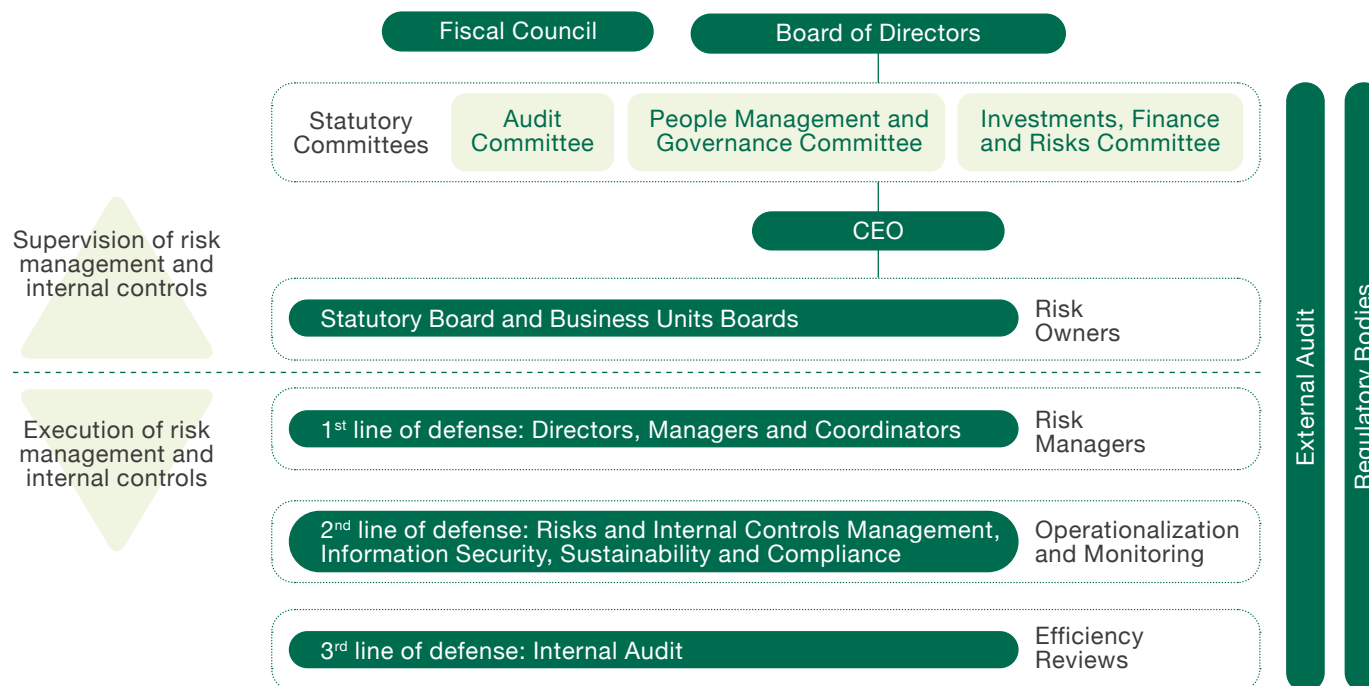 Fiscal Council
Board of Directors
Statutory
Committees
Audit
Committee
People Management and
Governance Committee
Investments, Finance
and Risks Committee
CEO
Supervision of risk
management and
internal controls
Statutory Board and Business Units Boards
Risk
Owners
Execution of risk
management and
internal controls
1st line of defense: Directors, Managers and Coordinators
Risk
Managers
2nd line of defense: Risks and Internal Controls Management,
Information Security, Sustainability and Compliance
Operationalization
and Monitoring
3rd line of defense: Internal Audit
Efficiency
Reviews
External Audit
Regulatory Bodies